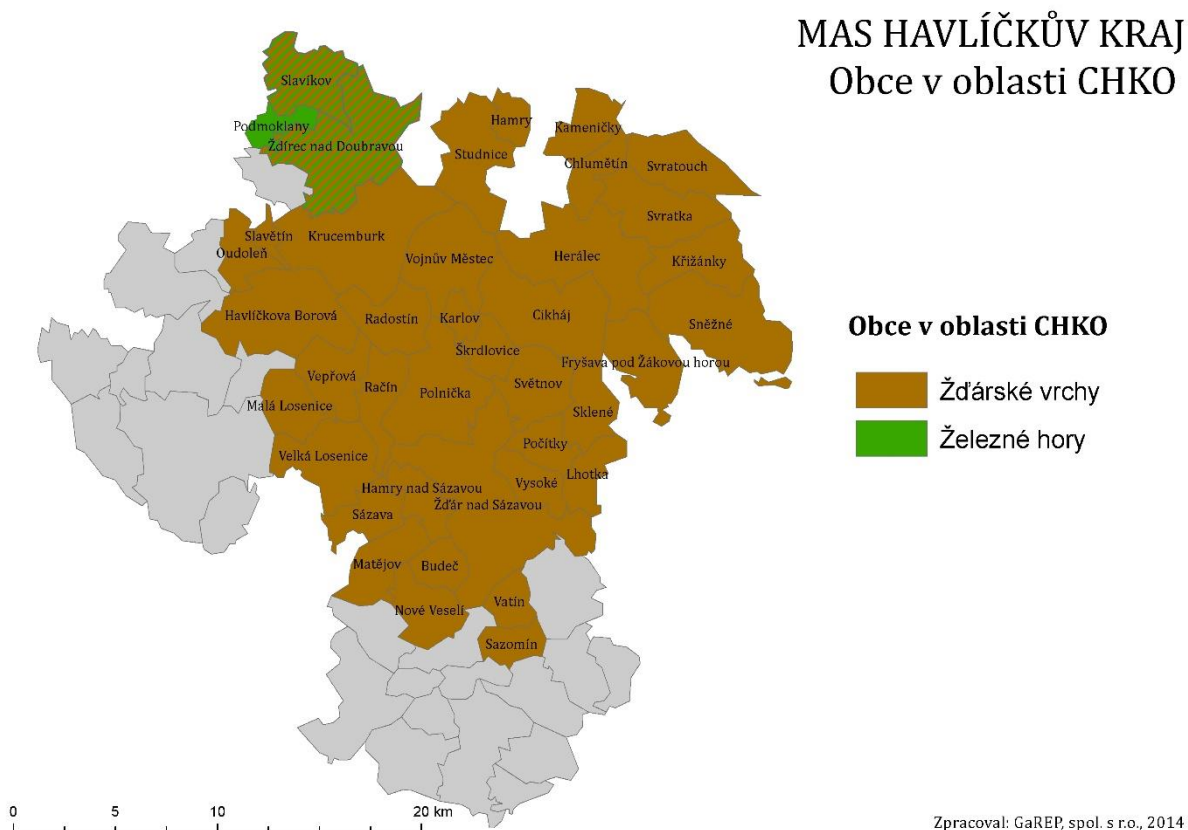 MAS HAVLÍČKŮV KRAJ
Obce v oblasti CHKO
Slavíkov
Podmoklany
Ždírec nad Doubravou
Hamry
Studnice
Kameničky
Chlumětín
Svratouch
Svratka
Slavětín
Oudoleň
Krucemburk
Vojnův Městec
Herálec
Křižánky
Havlíčkova Borová
Radostín
Karlov
Cikháj
Sněžné
Škrdlovice
Fryšava pod Žákovou horou
Vepřová
Račín
Polnička
Světnov
Malá Losenice
Sklené
Velká Losenice
Počítky
Hamry nad Sázavou
Vysoké
Lhotka
Žďár nad Sázavou
Sázava
Matějov
Budeč
Nové Veselí
Vatín
Sazomín
Obce v oblasti CHKO
Žďárské vrchy
Železné hory
0 5 10 20 km
Zpracoval: GaREP, spol. s r.o., 2014